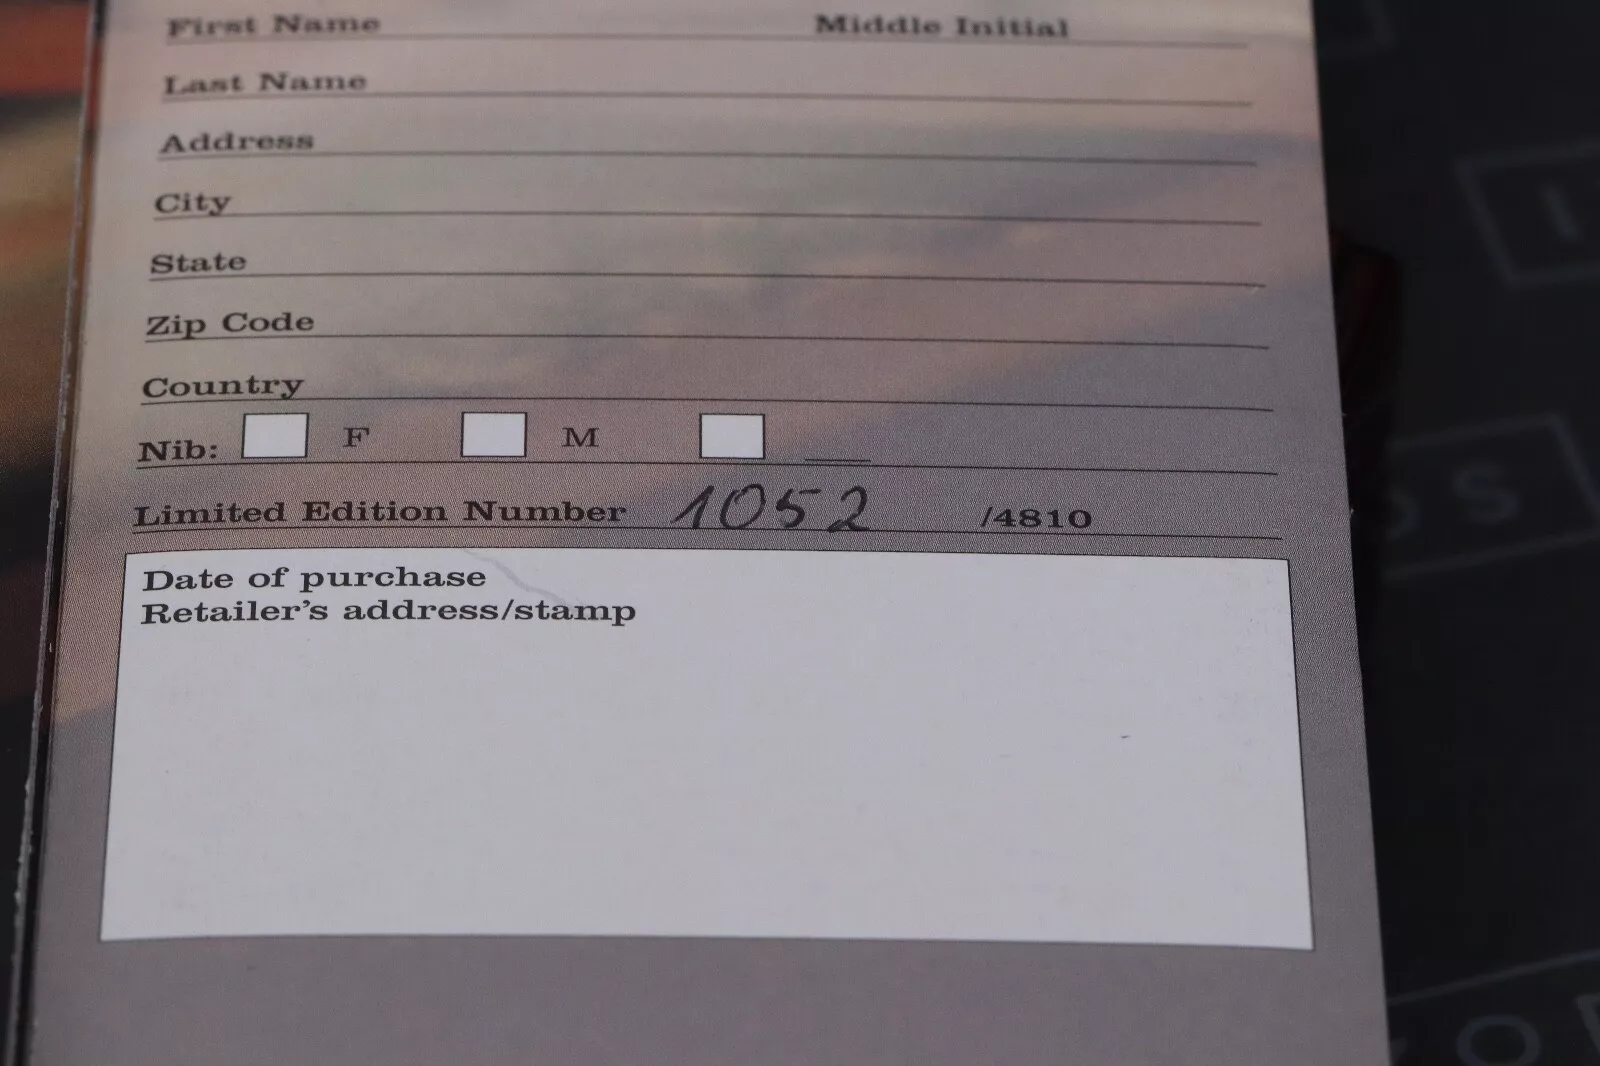 First Name Middle Initial
Last Name
Address
City
State
Zip Code
Country
Nib: F M
Limited Edition Number 1052 /4810
Date of purchase
Retailer's address/stamp